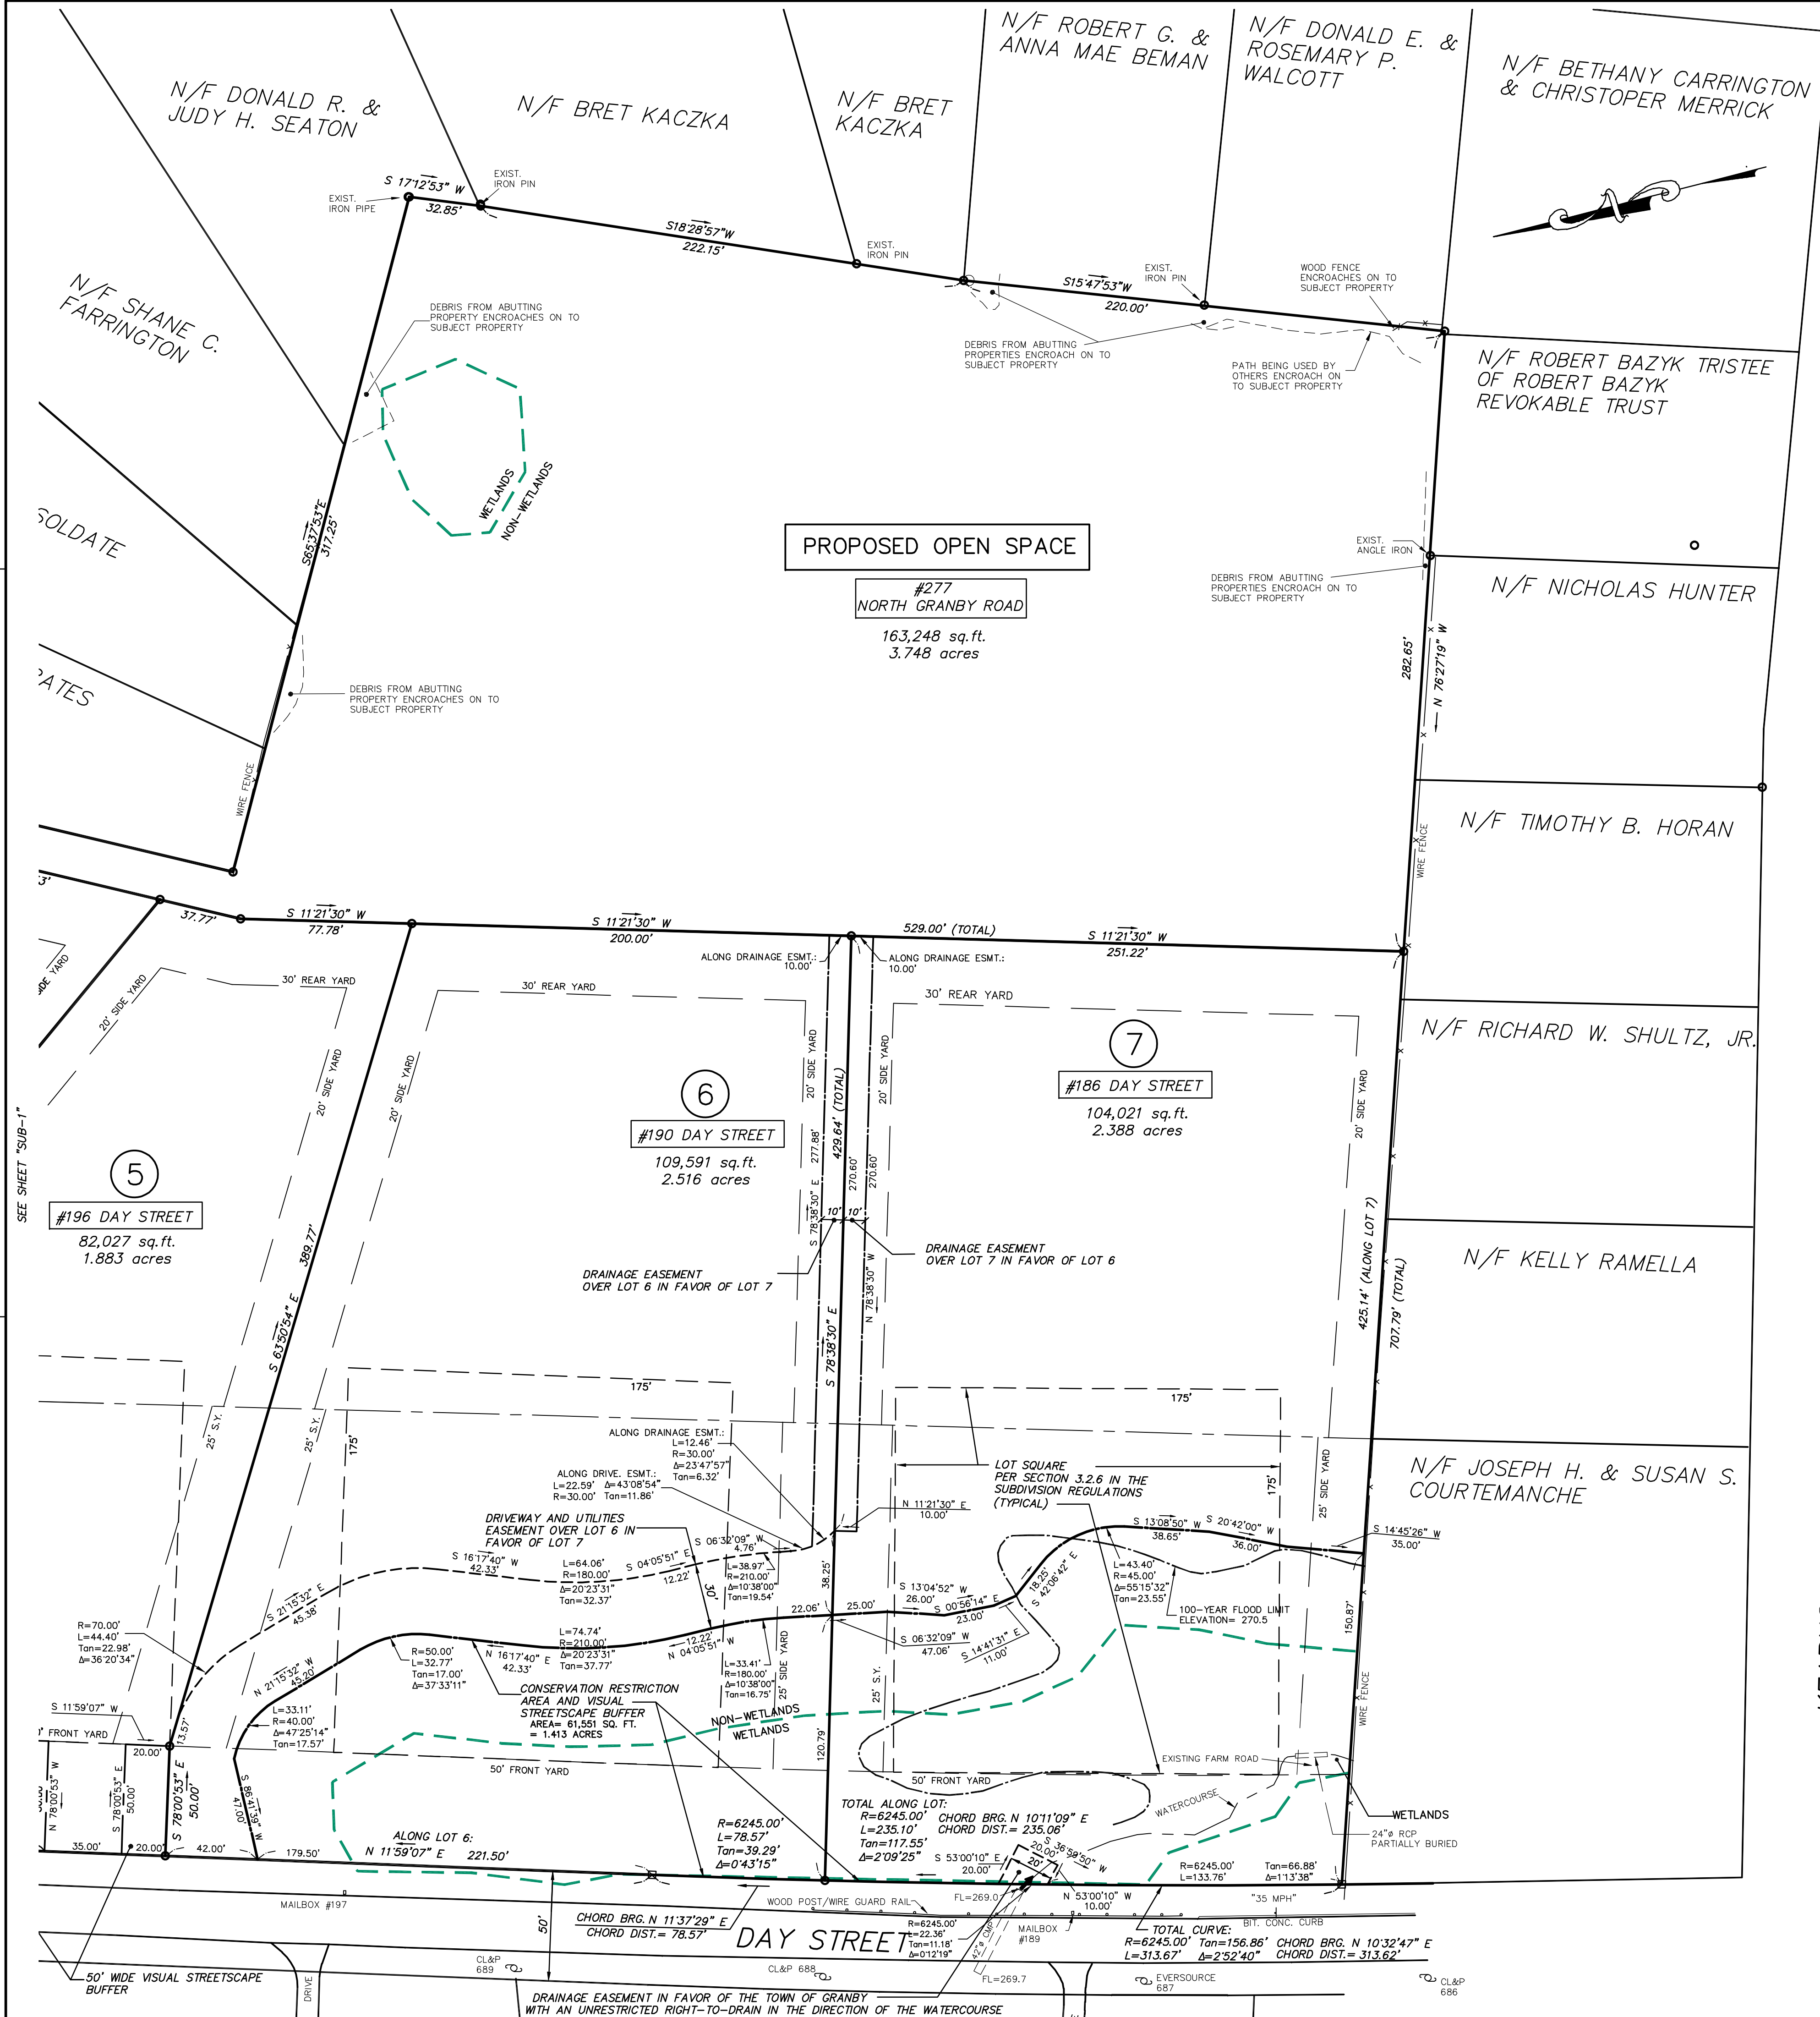 N/F DONALD R. &
JUDY H. SEATON
N/F BRET KACZKA
N/F BRET
KACZKA
N/F ROBERT G. &
ANNA MAE BEMAN
N/F DONALD E. &
ROSEMARY P.
WALCOTT
N/F BETHANY CARRINGTON
& CHRISTOPER MERRICK
N
S 17°12'53" W
32.85'
EXIST.
IRON PIPE
EXIST.
IRON PIN
S18°28'57"W
222.15'
EXIST.
IRON PIN
S15°47'53"W
220.00'
EXIST.
IRON PIN
WOOD FENCE
ENCROACHES ON TO
SUBJECT PROPERTY
N/F SHANE C.
FARRINGTON
DEBRIS FROM ABUTTING
PROPERTY ENCROACHES ON TO
SUBJECT PROPERTY
DEBRIS FROM ABUTTING
PROPERTIES ENCROACH ON TO
SUBJECT PROPERTY
PATH BEING USED BY
OTHERS ENCROACH ON
TO SUBJECT PROPERTY
N/F ROBERT BAZYK TRISTEE
OF ROBERT BAZYK
REVOKABLE TRUST
WETLANDS
NON-WETLANDS
S65°37'53"E
317.25'
SOLDATE
PROPOSED OPEN SPACE
#277
NORTH GRANBY ROAD
163,248 sq.ft.
3.748 acres
EXIST.
ANGLE IRON
DEBRIS FROM ABUTTING
PROPERTIES ENCROACH ON TO
SUBJECT PROPERTY
N/F NICHOLAS HUNTER
282.65'
N 76°27'19" W
PATES
DEBRIS FROM ABUTTING
PROPERTY ENCROACHES ON TO
SUBJECT PROPERTY
WIRE FENCE
N/F TIMOTHY B. HORAN
WIRE FENCE
3'
37.77'
S 11°21'30" W
77.78'
S 11°21'30" W
200.00'
529.00' (TOTAL)
S 11°21'30" W
251.22'
ALONG DRAINAGE ESMT.:
10.00'
ALONG DRAINAGE ESMT.:
10.00'
SIDE YARD
20' SIDE YARD
30' REAR YARD
30' REAR YARD
30' REAR YARD
N/F RICHARD W. SHULTZ, JR.
20' SIDE YARD
20' SIDE YARD
20' SIDE YARD
20' SIDE YARD
20' SIDE YARD
6
#190 DAY STREET
109,591 sq.ft.
2.516 acres
7
#186 DAY STREET
104,021 sq.ft.
2.388 acres
SEE SHEET "SUB-1"
5
#196 DAY STREET
82,027 sq.ft.
1.883 acres
S 63°50'54" E
389.77'
S 78°38'30" E
277.88'
429.64' (TOTAL)
270.60'
270.60'
10'
10'
S 78°38'30" E
N 78°38'30" W
DRAINAGE EASEMENT
OVER LOT 6 IN FAVOR OF LOT 7
DRAINAGE EASEMENT
OVER LOT 7 IN FAVOR OF LOT 6
425.14' (ALONG LOT 7)
707.79' (TOTAL)
N/F KELLY RAMELLA
175'
175'
175'
175'
25' S.Y.
25' S.Y.
ALONG DRAINAGE ESMT.:
L=12.46'
R=30.00'
Δ=23°47'57"
Tan=6.32'
ALONG DRIVE. ESMT.:
L=22.59' Δ=43°08'54"
R=30.00' Tan=11.86'
LOT SQUARE
PER SECTION 3.2.6 IN THE
SUBDIVISION REGULATIONS
(TYPICAL)
25' SIDE YARD
N/F JOSEPH H. & SUSAN S.
COURTEMANCHE
DRIVEWAY AND UTILITIES
EASEMENT OVER LOT 6 IN
FAVOR OF LOT 7
N 11°21'30" E
10.00'
S 13°08'50" W
38.65'
S 20°42'00" W
36.00'
S 14°45'26" W
35.00'
S 16°17'40" W
42.33'
L=64.06'
R=180.00'
Δ=20°23'31"
Tan=32.37'
S 04°05'51" E
12.22'
S 06°32'09" W
4.76'
L=38.97'
R=210.00'
Δ=10°38'00"
Tan=19.54'
30'
38.25'
S 13°04'52" W
26.00'
S 00°56'14" E
23.00'
18.25'
S 42°06'42" E
L=43.40'
R=45.00'
Δ=55°15'32"
Tan=23.55'
100-YEAR FLOOD LIMIT
ELEVATION= 270.5
150.87'
S 21°15'32" E
45.38'
R=70.00'
L=44.40'
Tan=22.98'
Δ=36°20'34"
22.06'
25.00'
S 06°32'09" W
47.06'
S 14°41'31" E
11.00'
L=74.74'
R=210.00'
Δ=20°23'31"
Tan=37.77'
12.22'
N 04°05'51" W
R=50.00'
L=32.77'
Tan=17.00'
Δ=37°33'11"
N 16°17'40" E
42.33'
N 21°15'32" W
45.20'
L=33.41'
R=180.00'
Δ=10°38'00"
Tan=16.75'
25' SIDE YARD
25' S.Y.
CONSERVATION RESTRICTION
AREA AND VISUAL
STREETSCAPE BUFFER
AREA= 61,551 SQ. FT.
= 1.413 ACRES
S 11°59'07" W
20.00'
13.57'
L=33.11'
R=40.00'
Δ=47°25'14"
Tan=17.57'
NON-WETLANDS
WETLANDS
120.79'
WIRE FENCE
' FRONT YARD
50' FRONT YARD
50' FRONT YARD
EXISTING FARM ROAD
WATERCOURSE
WETLANDS
24"ø RCP
PARTIALLY BURIED
N 78°00'53" W
S 78°00'53" E
50.00'
S 78°00'53" E
50.00'
S 86°41'39" W
47.00'
TOTAL ALONG LOT:
R=6245.00'
L=235.10'
Tan=117.55'
Δ=2°09'25"
CHORD BRG. N 10°11'09" E
CHORD DIST.= 235.06'
R=6245.00'
L=78.57'
Tan=39.29'
Δ=0°43'15"
ALONG LOT 6:
N 11°59'07" E 221.50'
35.00'
20.00'
42.00'
179.50'
S 53°00'10" E
20.00'
20.00'
S 36°59'50" W
20'
N 53°00'10" W
10.00'
R=6245.00' Tan=66.88'
L=133.76' Δ=1°13'38"
MAILBOX #197
WOOD POST/WIRE GUARD RAIL
FL=269.0
"35 MPH"
BIT. CONC. CURB
50'
CHORD BRG. N 11°37'29" E
CHORD DIST.= 78.57'
DAY STREET
R=6245.00'
L=22.36'
Tan=11.18'
Δ=0°12'19"
42"ø CMP
MAILBOX
#189
TOTAL CURVE:
R=6245.00' Tan=156.86' CHORD BRG. N 10°32'47" E
L=313.67' Δ=2°52'40" CHORD DIST.= 313.62'
50' WIDE VISUAL STREETSCAPE
BUFFER
DRIVE
CL&P
689
CL&P 688
FL=269.7
EVERSOURCE
687
CL&P
686
DRAINAGE EASEMENT IN FAVOR OF THE TOWN OF GRANBY
WITH AN UNRESTRICTED RIGHT-TO-DRAIN IN THE DIRECTION OF THE WATERCOURSE